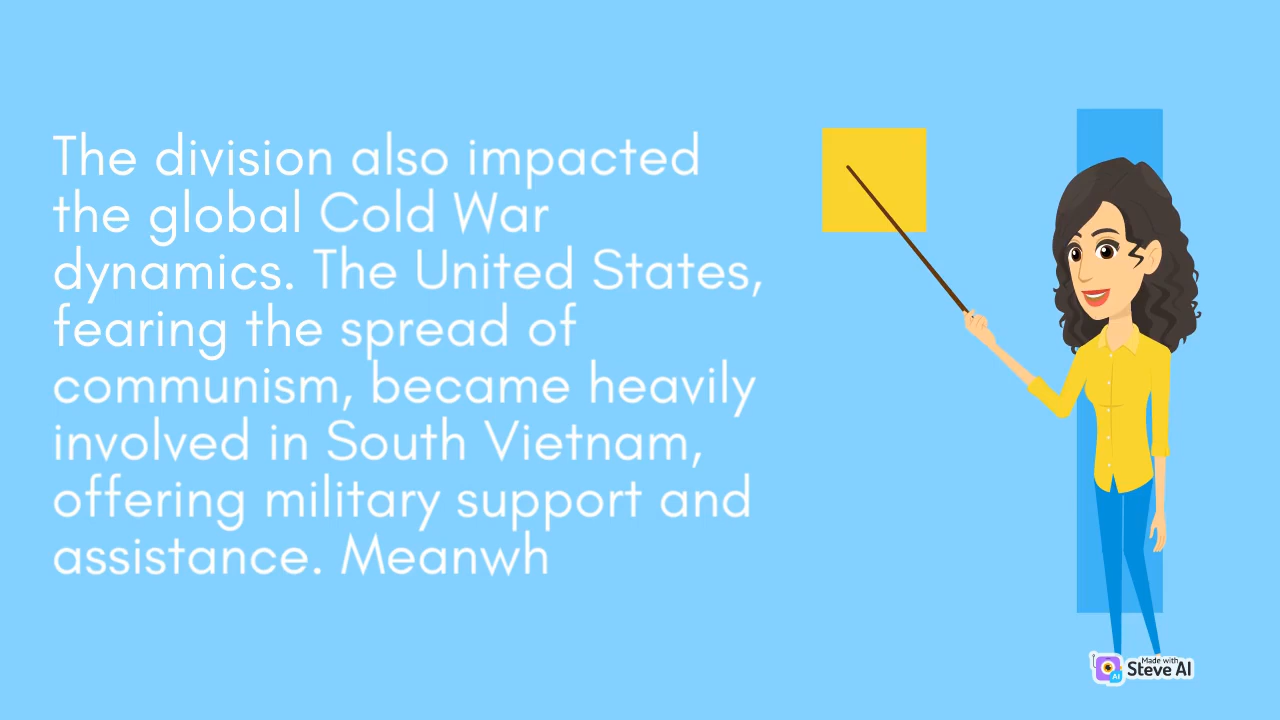 The division also impacted
the global Cold War
dynamics. The United States,
fearing the spread of
communism, became heavily
involved in South Vietnam,
offering military support and
assistance. Meanwh
Made with
Steve AI
AI